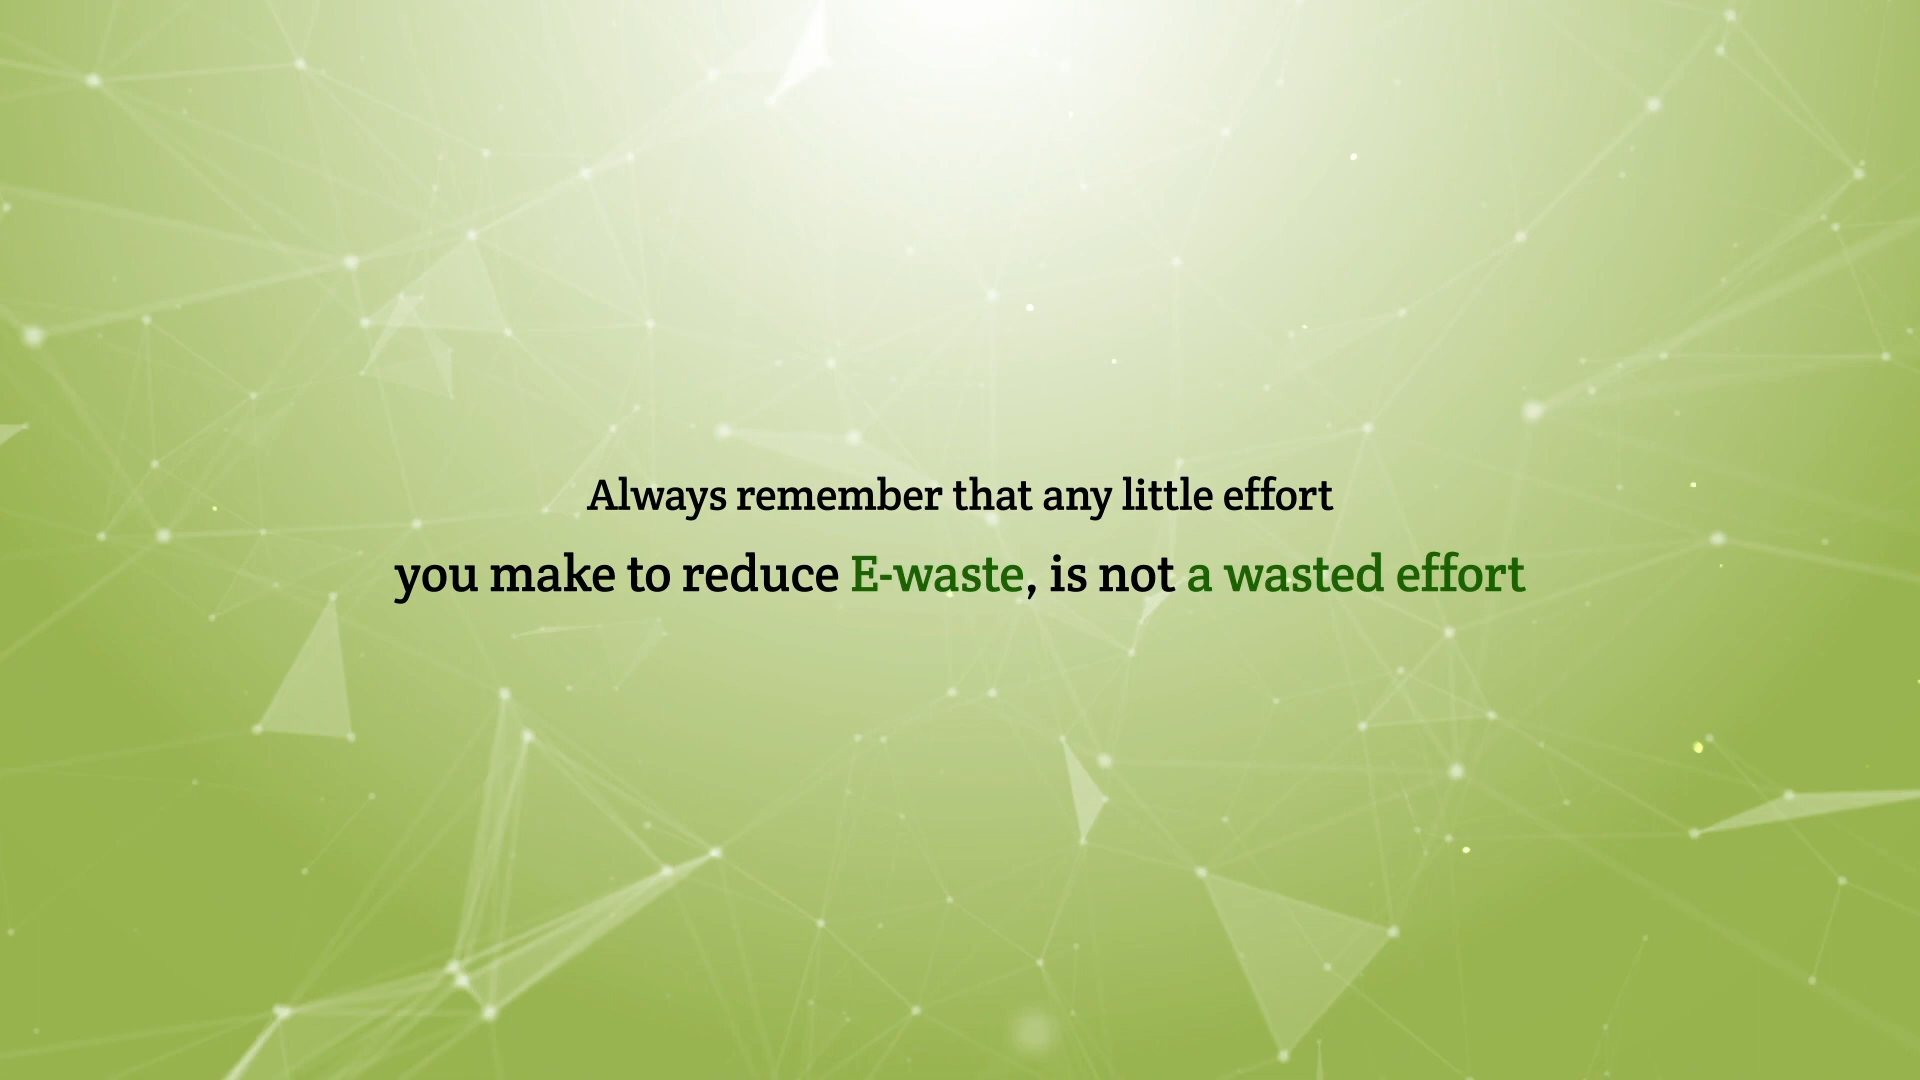 Always remember that any little effort
you make to reduce E-waste, is not a wasted effort